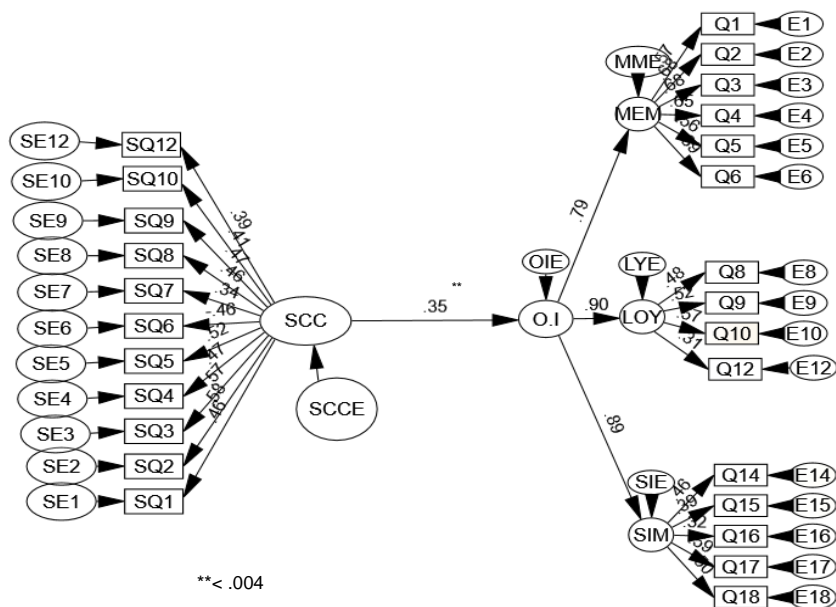 SE12 SQ12
SE10 SQ10
SE9 SQ9
SE8 SQ8
SE7 SQ7
SE6 SQ6
SE5 SQ5
SE4 SQ4
SE3 SQ3
SE2 SQ2
SE1 SQ1
.39
.41
.47
.46
.34
-.46
.52
.47
.57
.46
SCC
SCCE
.35
**
OIE
O.I
.79
.90
.89
MME
MEM
.68
.65
.56
Q1 E1
Q2 E2
Q3 E3
Q4 E4
Q5 E5
Q6 E6
LYE
LOY
.48
.52
.57
.31
Q8 E8
Q9 E9
Q10 E10
Q12 E12
SIE
SIM
.46
.39
.32
.59
Q14 E14
Q15 E15
Q16 E16
Q17 E17
Q18 E18
**< .004